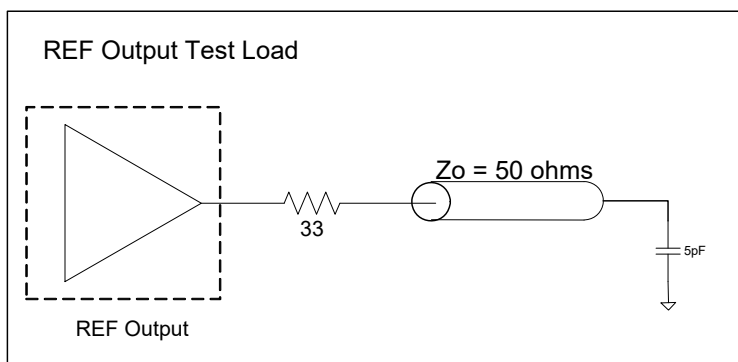 REF Output Test Load
Zo = 50 ohms
33
5pF
REF Output